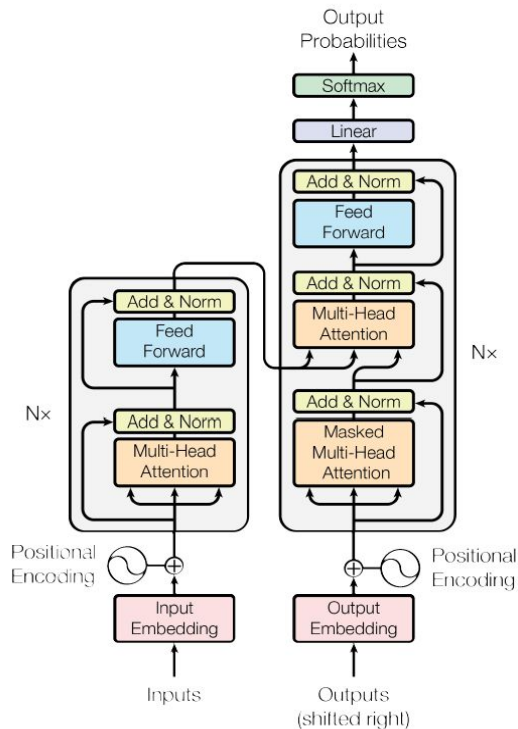 Output
Probabilities
Softmax
Linear
Add & Norm
Feed
Forward
Add & Norm
Multi-Head
Attention
Add & Norm
Masked
Multi-Head
Attention
Nx
Positional
Encoding
Output
Embedding
Outputs
(shifted right)
Add & Norm
Feed
Forward
Add & Norm
Multi-Head
Attention
Nx
Positional
Encoding
Input
Embedding
Inputs